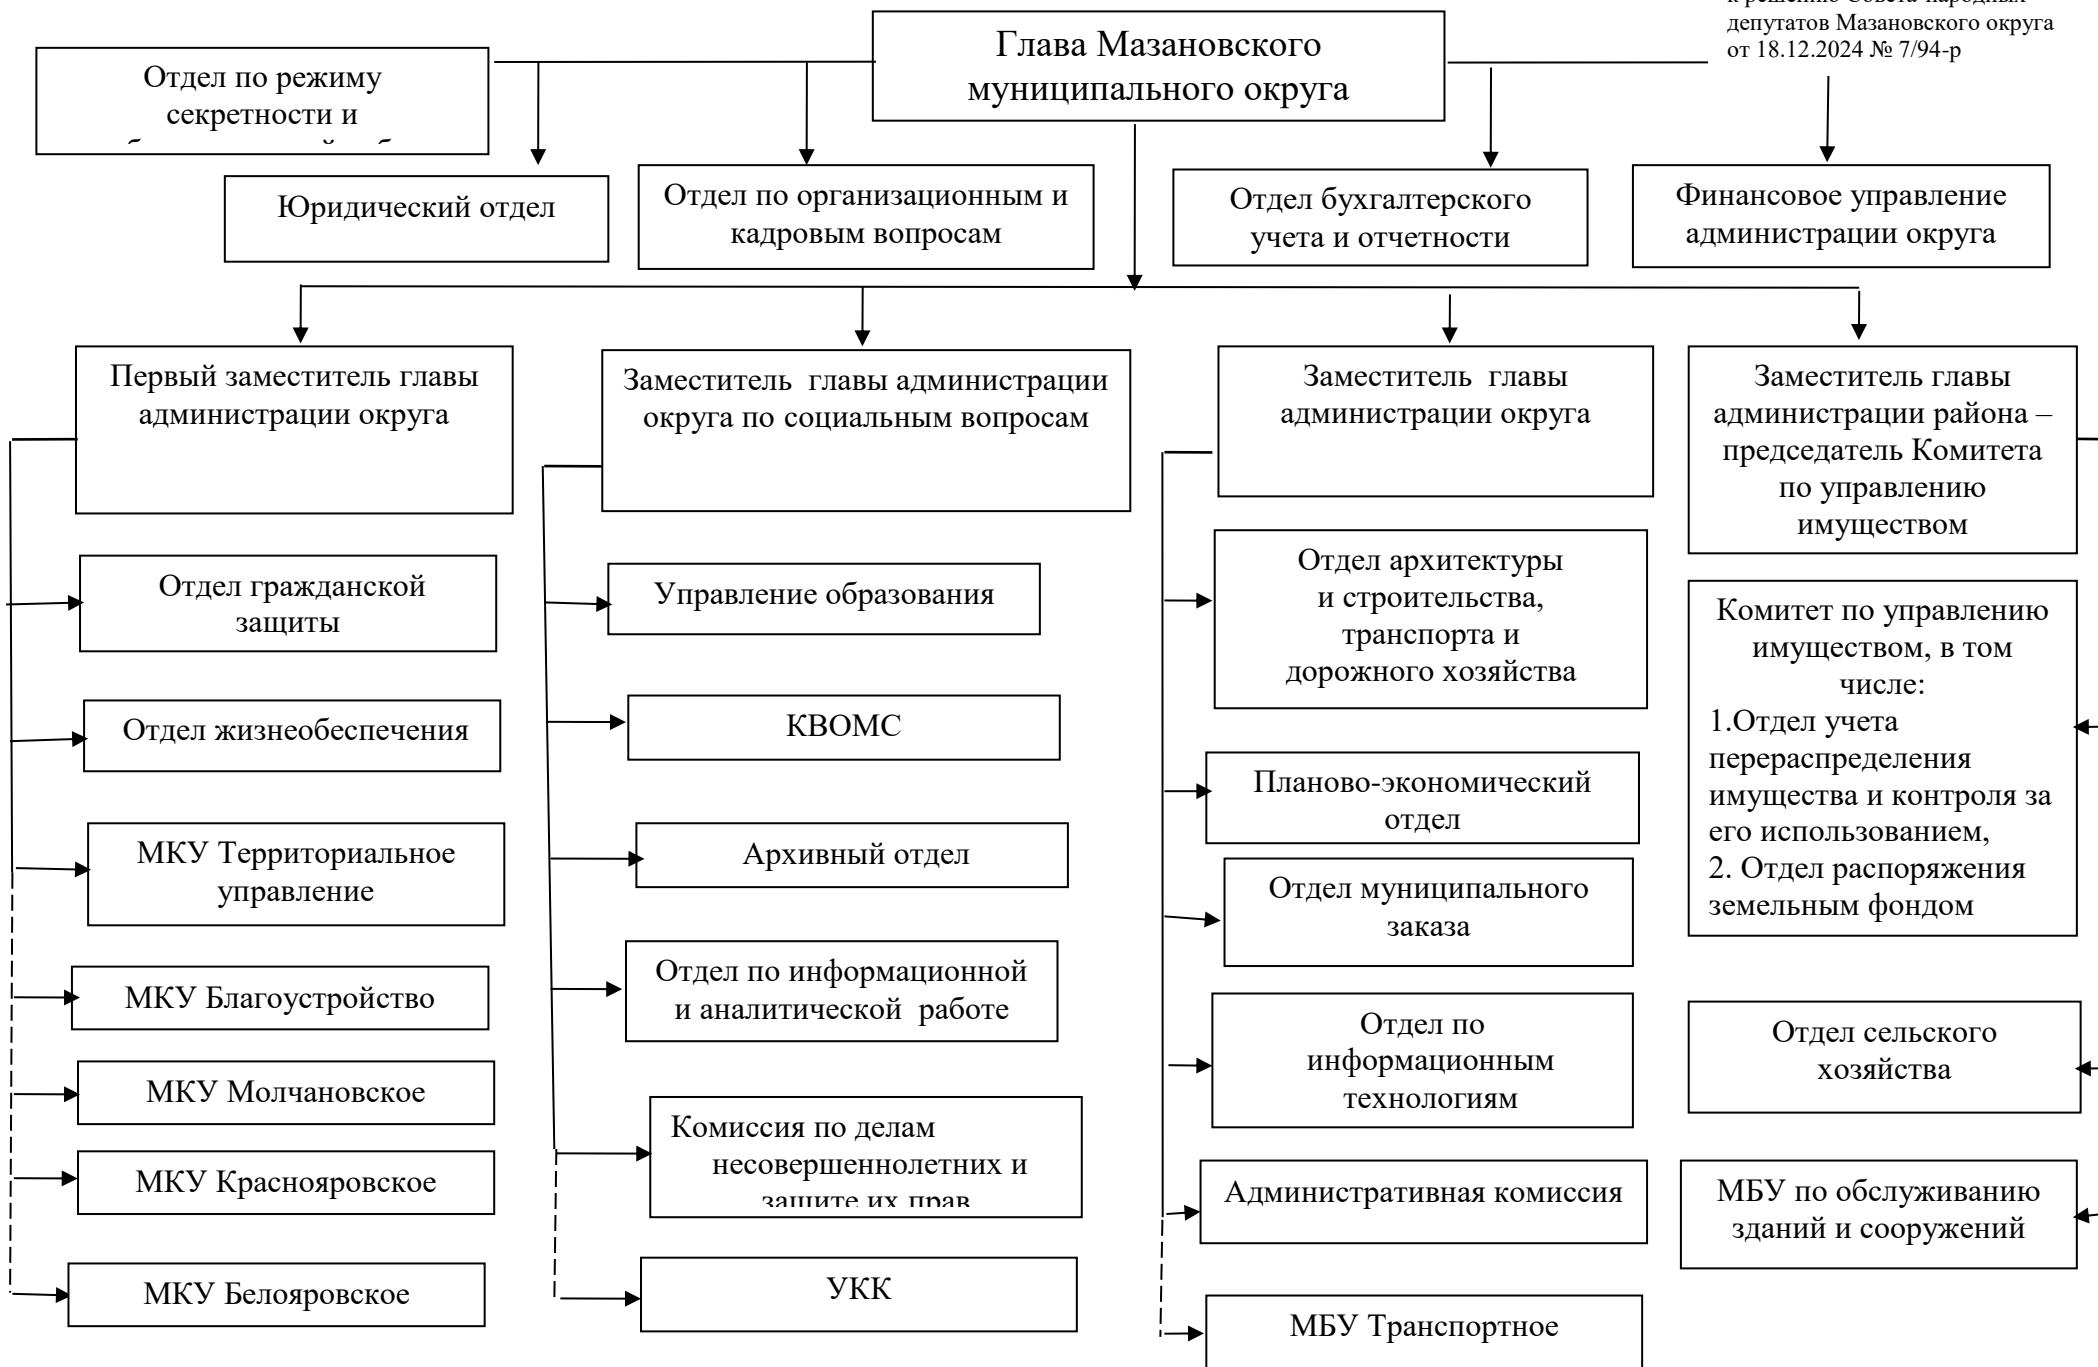 к решению Совета народных
депутатов Мазановского округа
от 18.12.2024 № 7/94-р
Глава Мазановского
муниципального округа
Отдел по режиму
секретности и
Юридический отдел
Отдел по организационным и
кадровым вопросам
Отдел бухгалтерского
учета и отчетности
Финансовое управление
администрации округа
Первый заместитель главы
администрации округа
Заместитель главы администрации
округа по социальным вопросам
Заместитель главы
администрации округа
Заместитель главы
администрации района –
председатель Комитета
по управлению
имуществом
Отдел гражданской
защиты
Отдел жизнеобеспечения
МКУ Территориальное
управление
МКУ Благоустройство
МКУ Молчановское
МКУ Краснояровское
МКУ Белояровское
Управление образования
КВОМС
Архивный отдел
Отдел по информационной
и аналитической работе
Комиссия по делам
несовершеннолетних и
защите их прав
УКК
Отдел архитектуры
и строительства,
транспорта и
дорожного хозяйства
Планово-экономический
отдел
Отдел муниципального
заказа
Отдел по
информационным
технологиям
Административная комиссия
МБУ Транспортное
Комитет по управлению
имуществом, в том
числе:
1.Отдел учета
перераспределения
имущества и контроля за
его использованием,
2. Отдел распоряжения
земельным фондом
Отдел сельского
хозяйства
МБУ по обслуживанию
зданий и сооружений